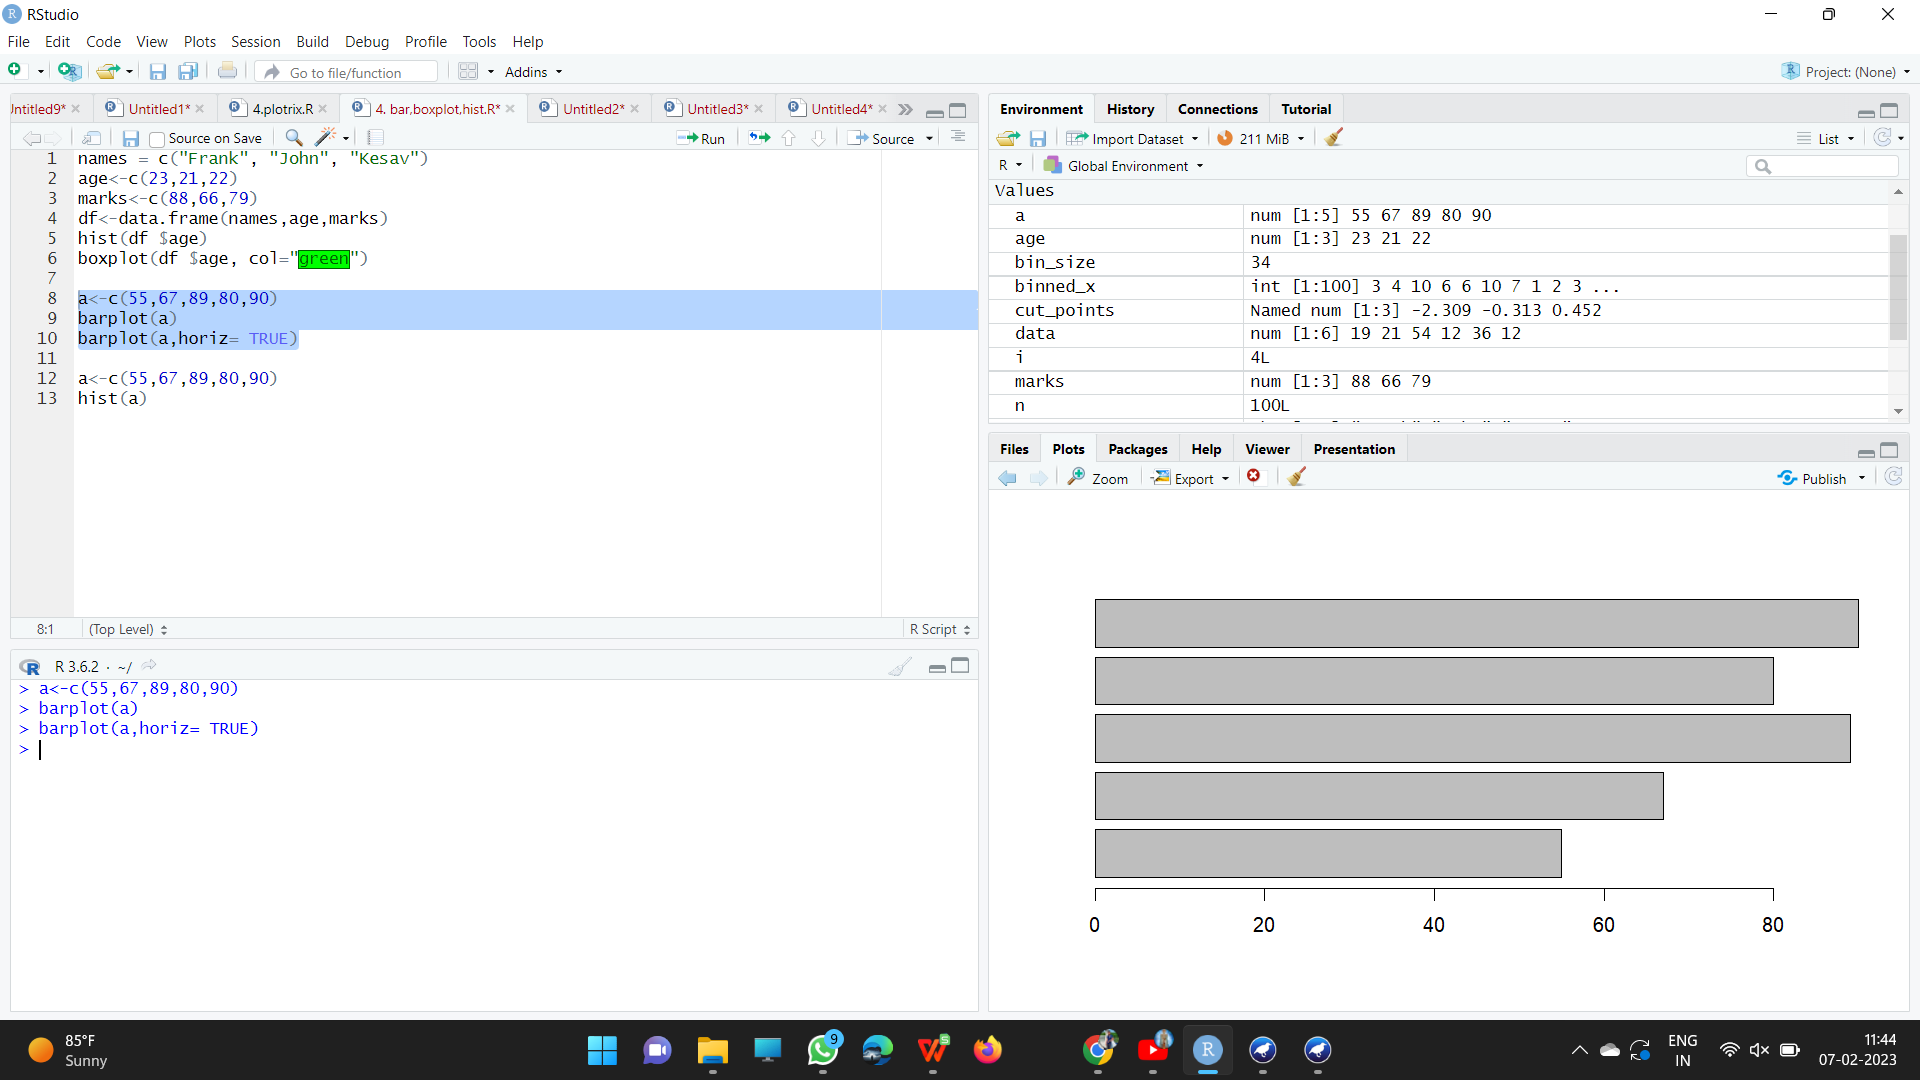 RStudio
File Edit Code View Plots Session Build Debug Profile Tools Help
Go to file/function Addins Project: (None)
Jntitled9* Untitled1* 4.plotrix.R 4. bar,boxplot,hist.R* Untitled2* Untitled3* Untitled4*
Source on Save Run Source
1 names = c("Frank", "John", "Kesav")
2 age<-c(23,21,22)
3 marks<-c(88,66,79)
4 df<-data.frame(names,age,marks)
5 hist(df $age)
6 boxplot(df $age, col="green")
7
8 a<-c(55,67,89,80,90)
9 barplot(a)
10 barplot(a,horiz= TRUE)
11
12 a<-c(55,67,89,80,90)
13 hist(a)
8:1 (Top Level) R Script
R 3.6.2 · ~/
> a<-c(55,67,89,80,90)
> barplot(a)
> barplot(a,horiz= TRUE)
>
Environment History Connections Tutorial
Import Dataset 211 MiB List
R Global Environment
Values
a num [1:5] 55 67 89 80 90
age num [1:3] 23 21 22
bin_size 34
binned_x int [1:100] 3 4 10 6 6 10 7 1 2 3 ...
cut_points Named num [1:3] -2.309 -0.313 0.452
data num [1:6] 19 21 54 12 36 12
i 4L
marks num [1:3] 88 66 79
n 100L
Files Plots Packages Help Viewer Presentation
Zoom Export Publish
0 20 40 60 80
85°F
Sunny
9
ENG
IN
11:44
07-02-2023